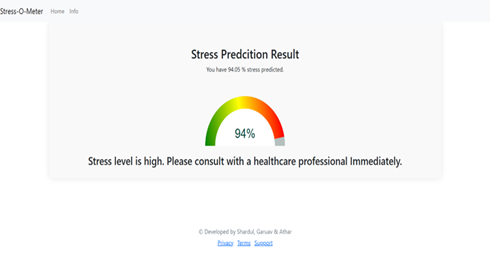 Stress-O-Meter Home Info
Stress Predcition Result
You have 94.05 % stress predicted.
94%
Stress level is high. Please consult with a healthcare professional Immediately.
© Developed by Shardul, Garuav & Athar
Privacy Terms Support